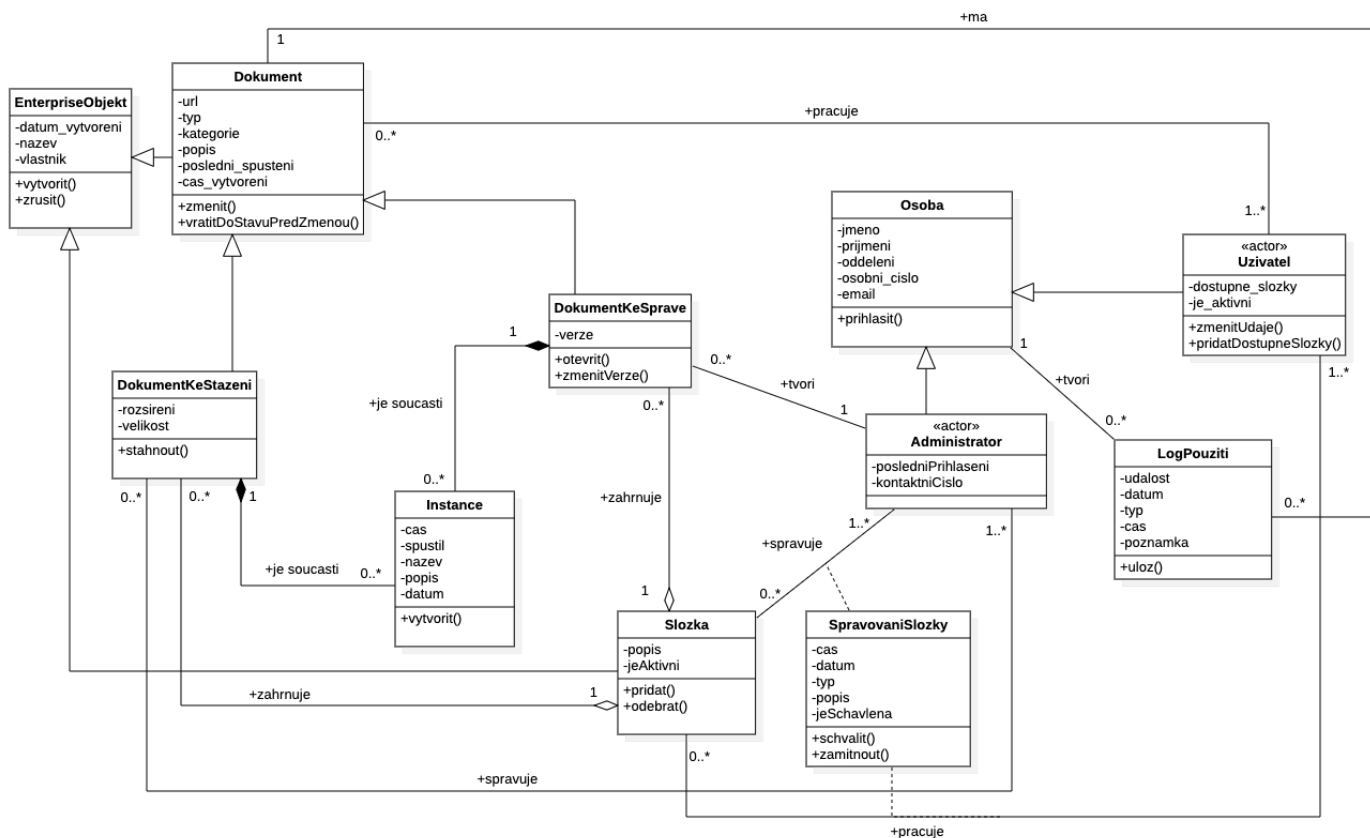 +ma
1
Dokument
-url
-typ
-kategorie
-popis
-posledni_spusteni
-cas_vytvoreni
+zmenit()
+vratitDoStavuPredZmenou()
EnterpriseObjekt
-datum_vytvoreni
-nazev
-vlastnik
+vytvorit()
+zrusit()
+pracuje
0..*
1..*
Osoba
-jmeno
-prijmeni
-oddeleni
-osobni_cislo
-email
+prihlasit()
«actor»
Uzivatel
-dostupne_slozky
-je_aktivni
+zmenitUdaje()
+pridatDostupneSlozky()
DokumentKeSprave
-verze
+otevrit()
+zmenitVerze()
1
0..*
+tvori
1
0..*
1
+tvori
0..*
1..*
DokumentKeStazeni
-rozsireni
-velikost
+stahnout()
+je soucasti
0..*
«actor»
Administrator
-posledniPrihlaseni
-kontaktniCislo
LogPouziti
-udalost
-datum
-typ
-cas
-poznamka
+uloz()
0..*
0..*
0..*
1
+zahrnuje
Instance
-cas
-spustil
-nazev
-popis
-datum
+vytvorit()
+je soucasti
0..*
1..*
+spravuje
0..*
1..*
1
Slozka
-popis
-jeAktivni
+pridat()
+odebrat()
SpravovaniSlozky
-cas
-datum
-typ
-popis
-jeSchavlena
+schvalit()
+zamitnout()
+zahrnuje
1
0..*
+spravuje
+pracuje